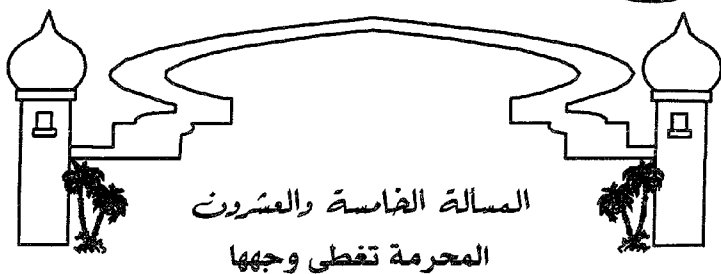 المسألة الخامسة والعشرون
المحرمة تغطى وجهها